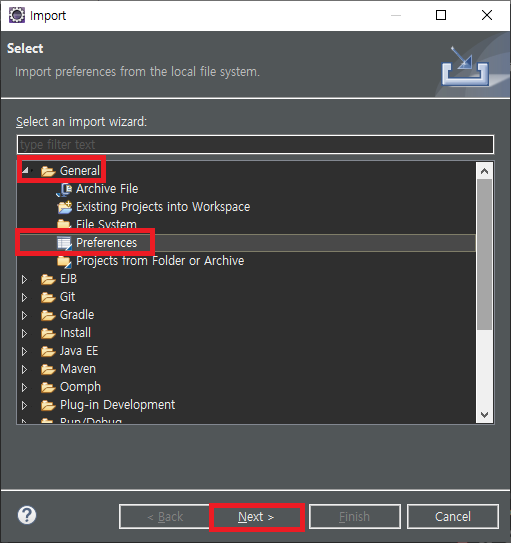 Import
Select
Import preferences from the local file system.
Select an import wizard:
type filter text
General
Archive File
Existing Projects into Workspace
File System
Preferences
Projects from Folder or Archive
EJB
Git
Gradle
Install
Java EE
Maven
Oomph
Plug-in Development
Run/Debug
?
< Back
Next >
Finish
Cancel